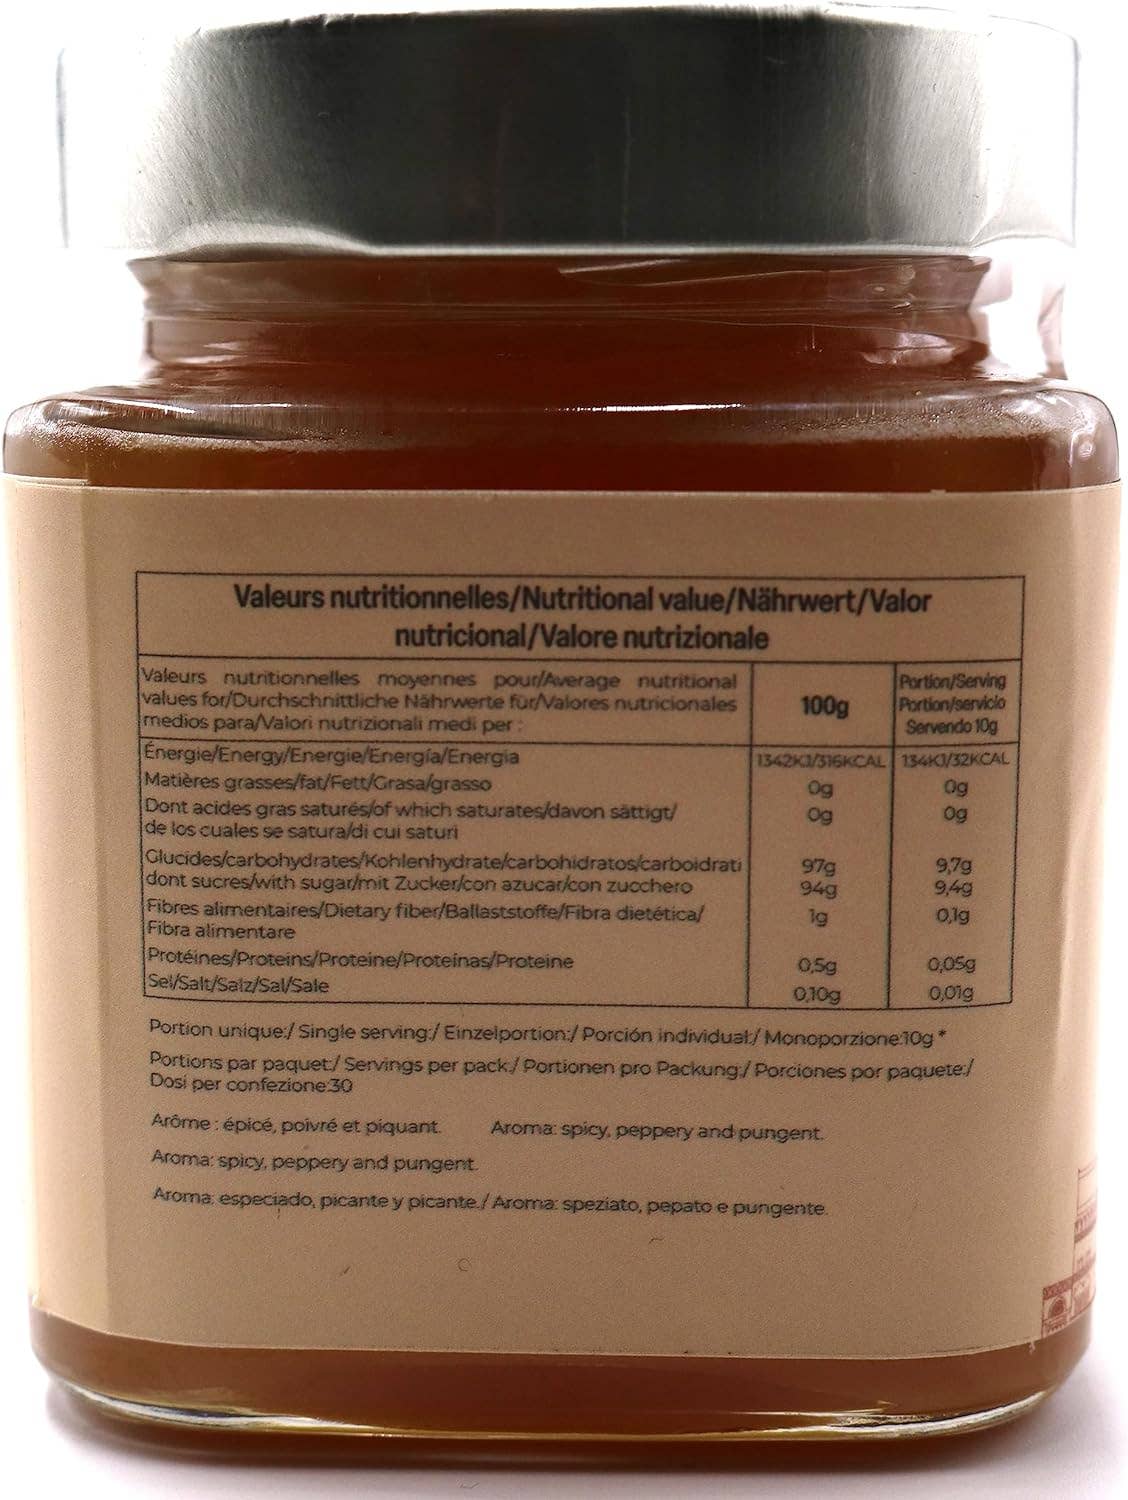 Valeurs nutritionnelles/Nutritional value/Nährwert/Valor
nutricional/Valore nutrizionale
Valeurs nutritionnelles moyennes pour/Average nutritional
values for/Durchschnittliche Nährwerte für/Valores nutricionales
medios para/Valori nutrizionali medi per :
100g
Portion/Serving
Portion/servicio
Servendo 10g
Énergie/Energy/Energie/Energía/Energia 1342KJ/316KCAL 134KJ/32KCAL
Matières grasses/fat/Fett/Grasa/grasso 0g 0g
Dont acides gras saturés/of which saturates/davon sättigt/ 0g 0g
de los cuales se satura/di cui saturi
Glucides/carbohydrates/Kohlenhydrate/carbohidratos/carboidrati 97g 9,7g
dont sucres/with sugar/mit Zucker/con azucar/con zucchero 94g 9,4g
Fibres alimentaires/Dietary fiber/Ballaststoffe/Fibra dietética/ 1g 0,1g
Fibra alimentare
Protéines/Proteins/Proteine/Proteínas/Proteine 0,5g 0,05g
Sel/Salt/Salz/Sal/Sale 0,10g 0,01g
Portion unique:/ Single serving:/ Einzelportion:/ Porción individual:/ Monoporzione:10g *
Portions par paquet:/ Servings per pack:/ Portionen pro Packung:/ Porciones por paquete:/
Dosi per confezione:30
Arôme : épicé, poivré et piquant. Aroma: spicy, peppery and pungent.
Aroma: spicy, peppery and pungent.
Aroma: especiado, picante y picante./ Aroma: speziato, pepato e pungente.